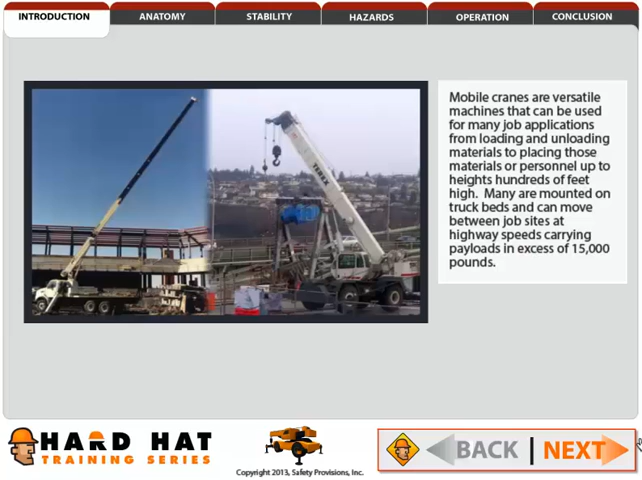 INTRODUCTION
ANATOMY
STABILITY
HAZARDS
OPERATION
CONCLUSION
TEREX
Mobile cranes are versatile
machines that can be used
for many job applications
from loading and unloading
materials to placing those
materials or personnel up to
heights hundreds of feet
high. Many are mounted on
truck beds and can move
between job sites at
highway speeds carrying
payloads in excess of 15,000
pounds.
HARD HAT
TRAINING SERIES
Copyright 2013, Safety Provisions, Inc.
BACK | NEXT